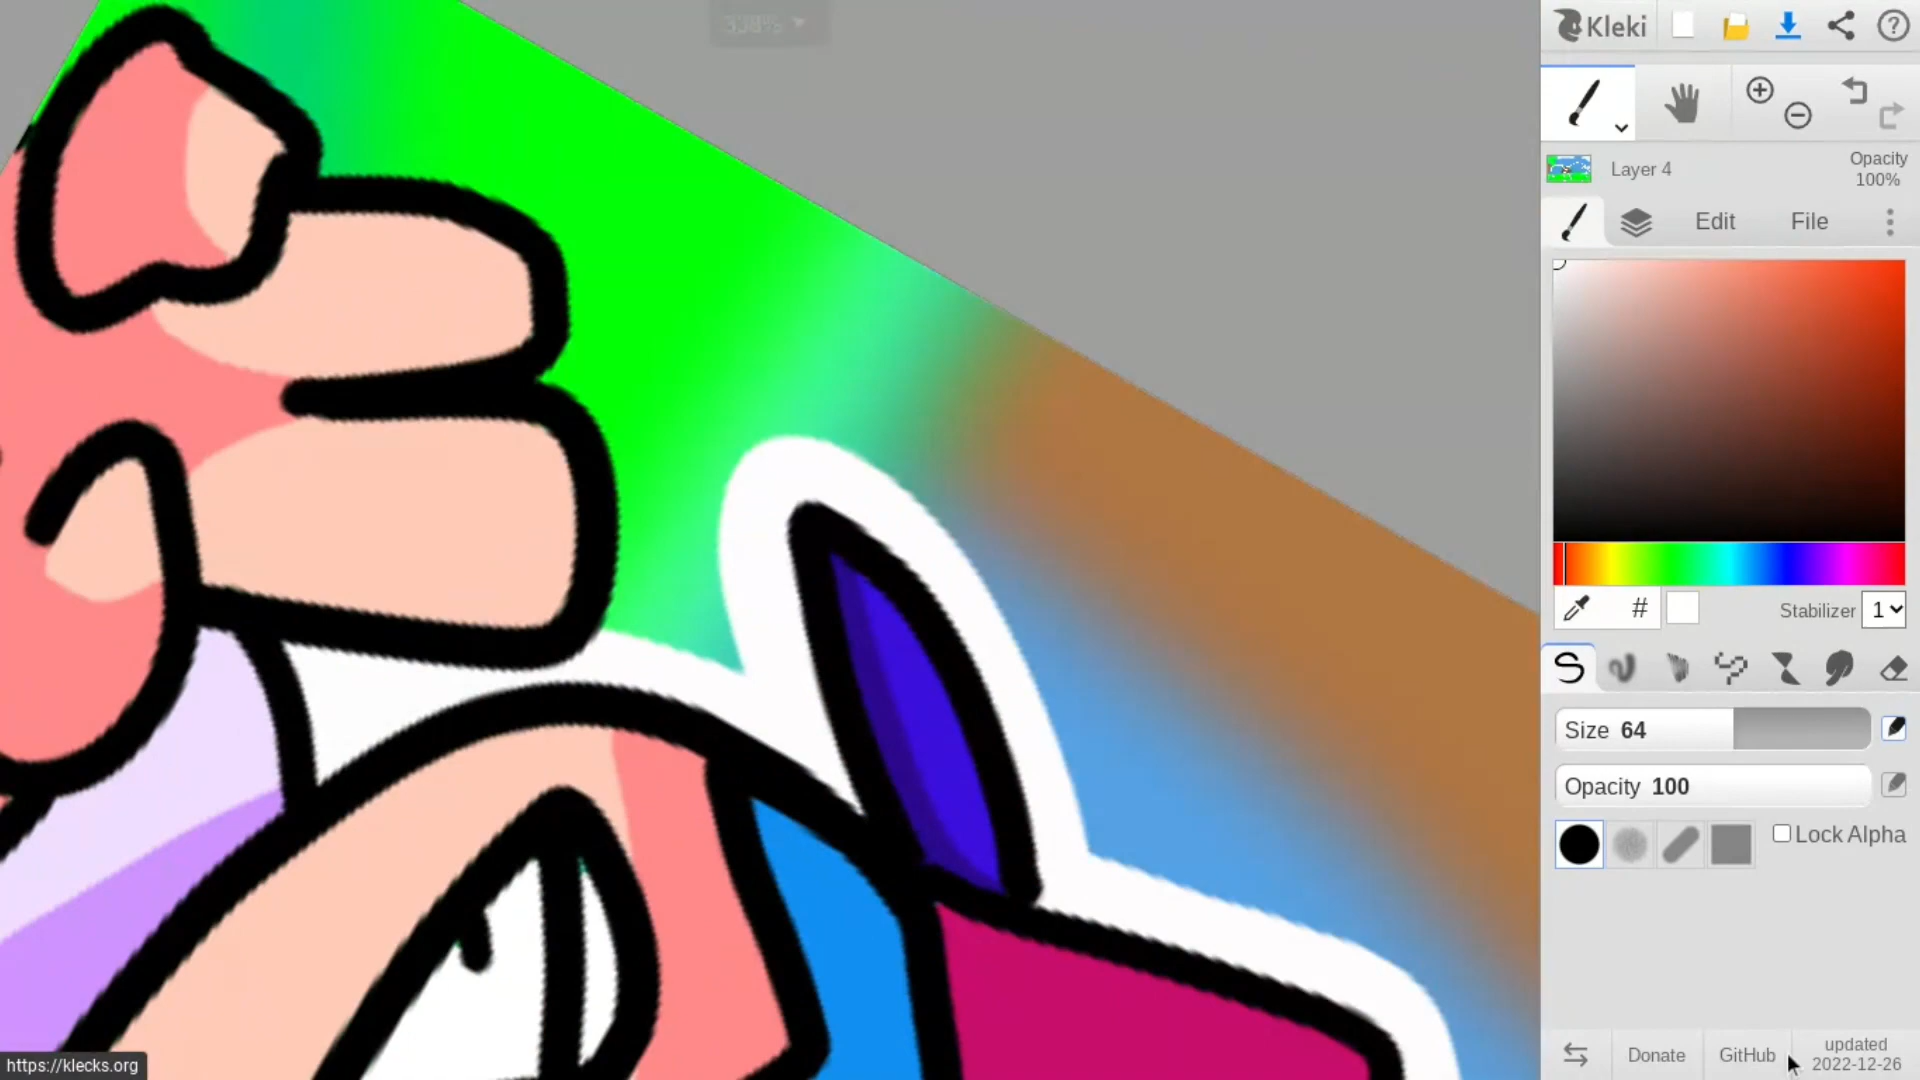 338%
Kleki
Layer 4
Opacity
100%
Edit
File
#
Stabilizer 1
Size 64
Opacity 100
Lock Alpha
Donate
GitHub
updated
2022-12-26
https://klecks.org